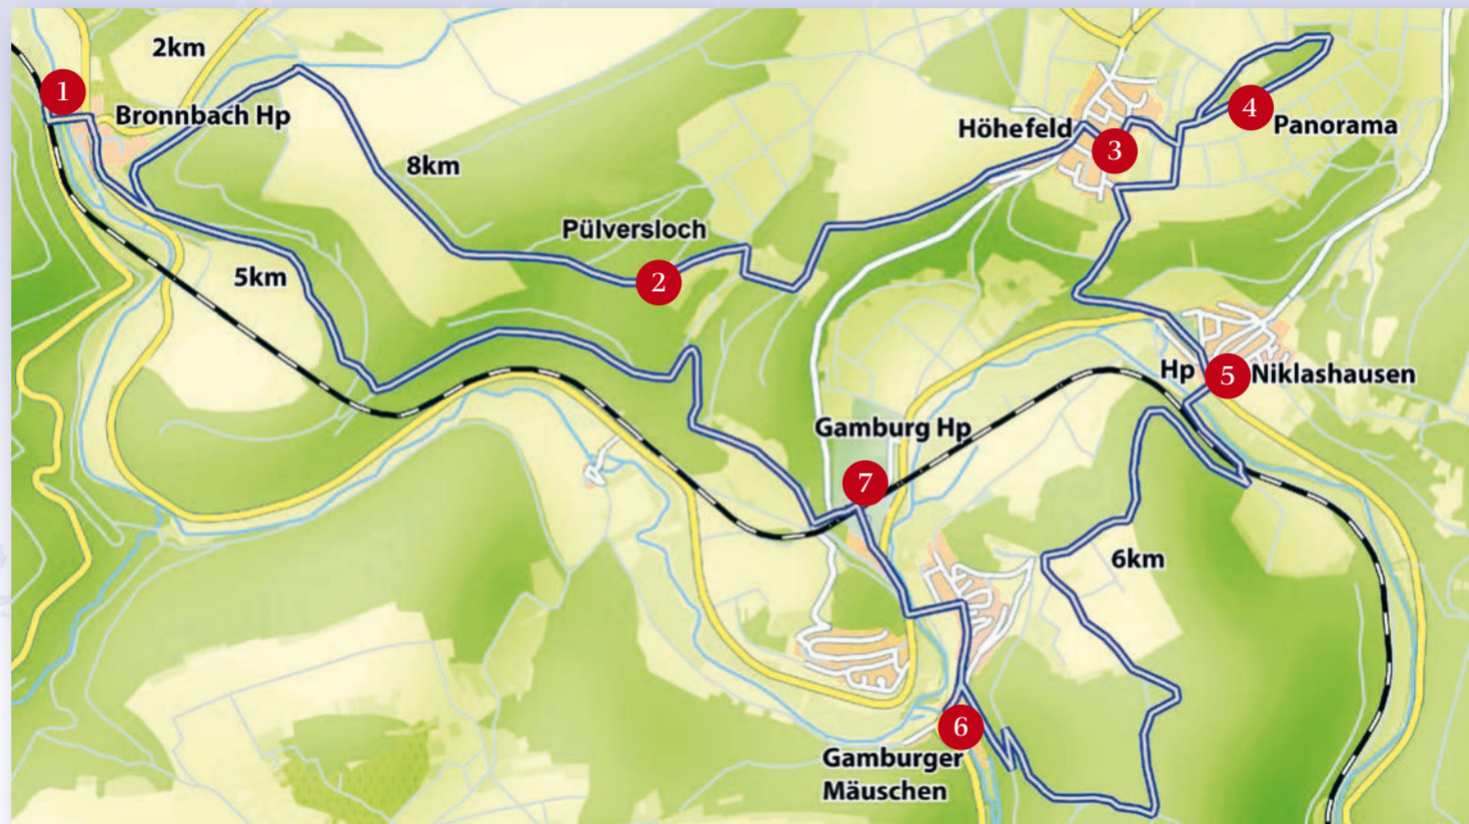 2km
1
Bronnbach Hp
4
Panorama
Höhefeld
3
8km
Pülversloch
2
5km
Hp
5
Niklashausen
Gamburg Hp
7
6km
6
Gamburger
Mäuschen